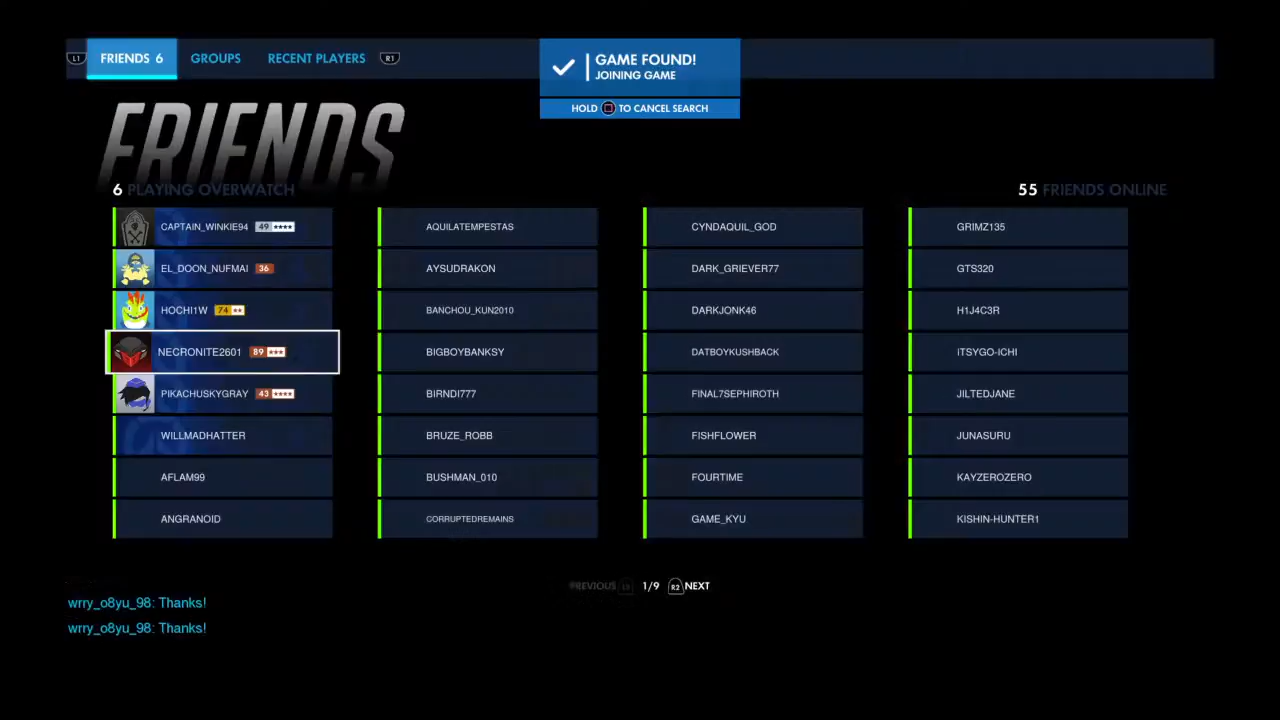 L1 FRIENDS 6 GROUPS RECENT PLAYERS R1
GAME FOUND!
JOINING GAME
HOLD TO CANCEL SEARCH
FRIENDS
6 PLAYING OVERWATCH
55 FRIENDS ONLINE
CAPTAIN_WINKIE94 49 AQUILATEMPESTAS CYNDAQUIL_GOD GRIMZ135
EL_DOON_NUFMAI 36 AYSUDRAKON DARK_GRIEVER77 GTS320
HOCHI1W 74 BANCHOU_KUN2010 DARKJONK46 H1J4C3R
NECRONITE2601 89 BIGBOYBANKSY DATBOYKUSHBACK iTSYGO-ICHI
PIKACHUSKYGRAY 43 BIRNDI777 FINAL7SEPHIROTH JILTEDJANE
WILLMADHATTER BRUZE_ROBB FISHFLOWER JUNASURU
AFLAM99 BUSHMAN_010 FOURTIME KAYZEROZERO
ANGRANOID CORRUPTEDREMAINS GAME_KYU KISHIN-HUNTER1
PREVIOUS 1/9 R2 NEXT
wrry_o8yu_98: Thanks!
wrry_o8yu_98: Thanks!